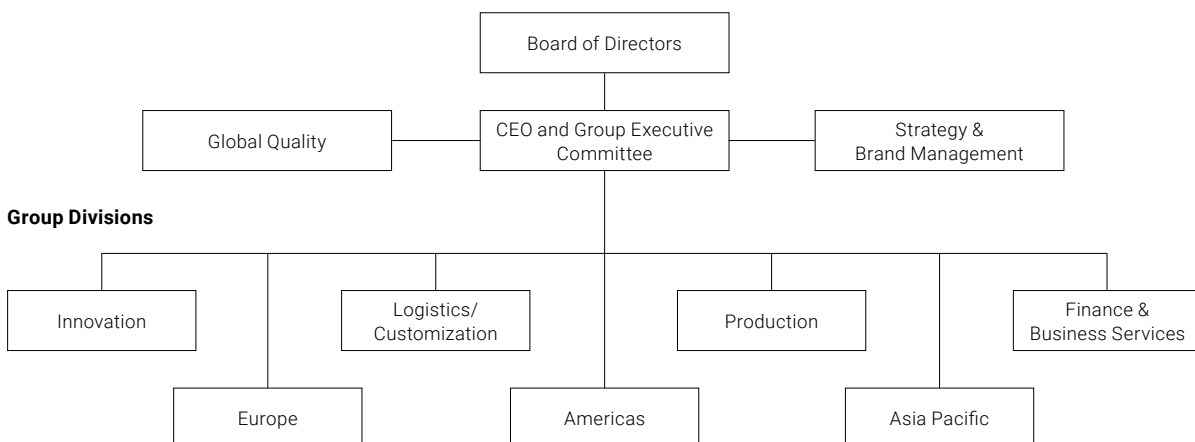 Board of Directors
Global Quality
CEO and Group Executive
Committee
Strategy &
Brand Management
Group Divisions
Innovation
Logistics/
Customization
Production
Finance &
Business Services
Europe
Americas
Asia Pacific